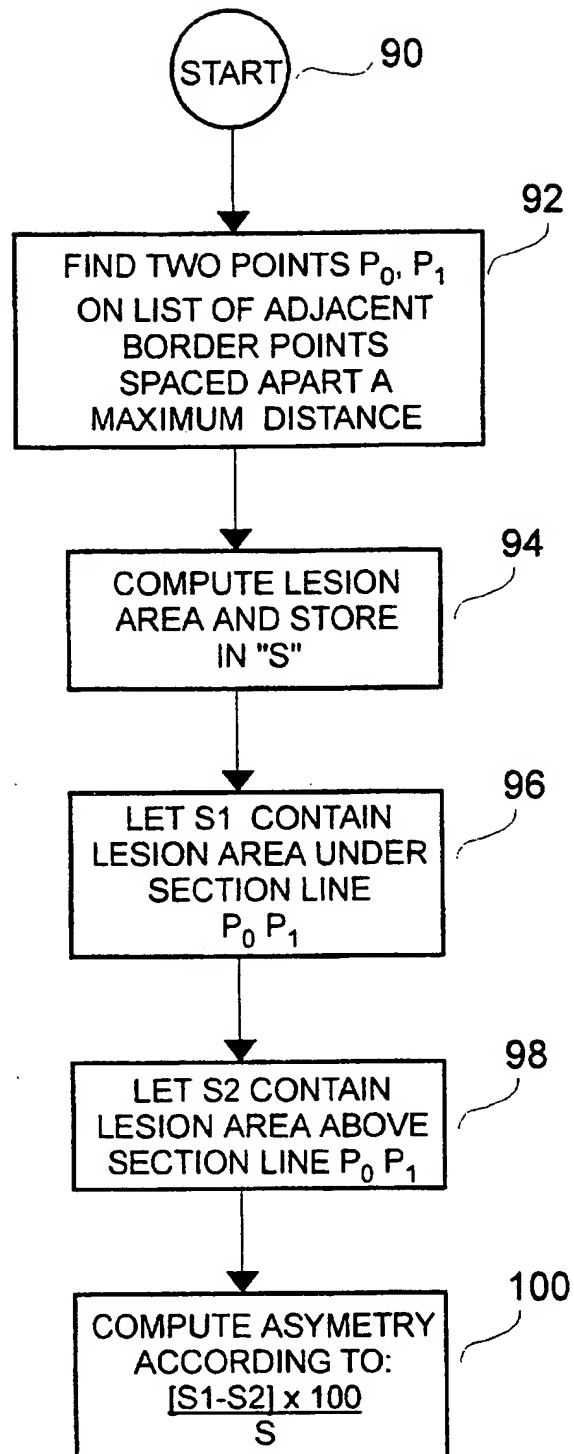 START
90
92
FIND TWO POINTS P0, P1
ON LIST OF ADJACENT
BORDER POINTS
SPACED APART A
MAXIMUM DISTANCE
94
COMPUTE LESION
AREA AND STORE
IN "S"
96
LET S1 CONTAIN
LESION AREA UNDER
SECTION LINE
P0 P1
98
LET S2 CONTAIN
LESION AREA ABOVE
SECTION LINE P0 P1
100
COMPUTE ASYMETRY
ACCORDING TO:
[S1-S2] x 100
S